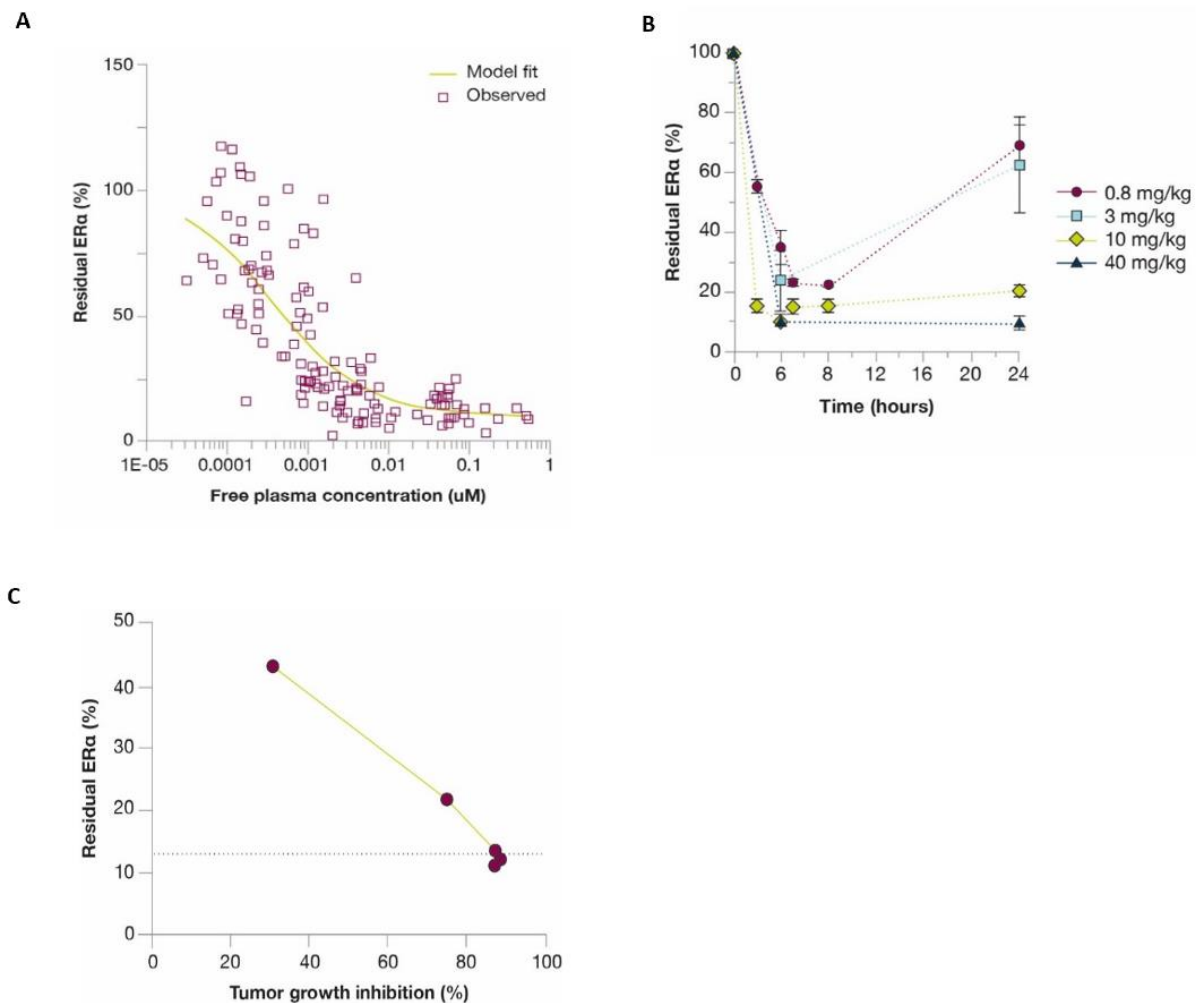 A
150
100
50
0
Residual ERα (%)
Model fit
Observed
1E-05 0.0001 0.001 0.01 0.1 1
Free plasma concentration (uM)
B
100
80
60
40
20
0
Residual ERα (%)
0 6 8 12 16 20 24
Time (hours)
0.8 mg/kg
3 mg/kg
10 mg/kg
40 mg/kg
C
50
40
30
20
10
0
Residual ERα (%)
0 20 40 60 80 100
Tumor growth inhibition (%)